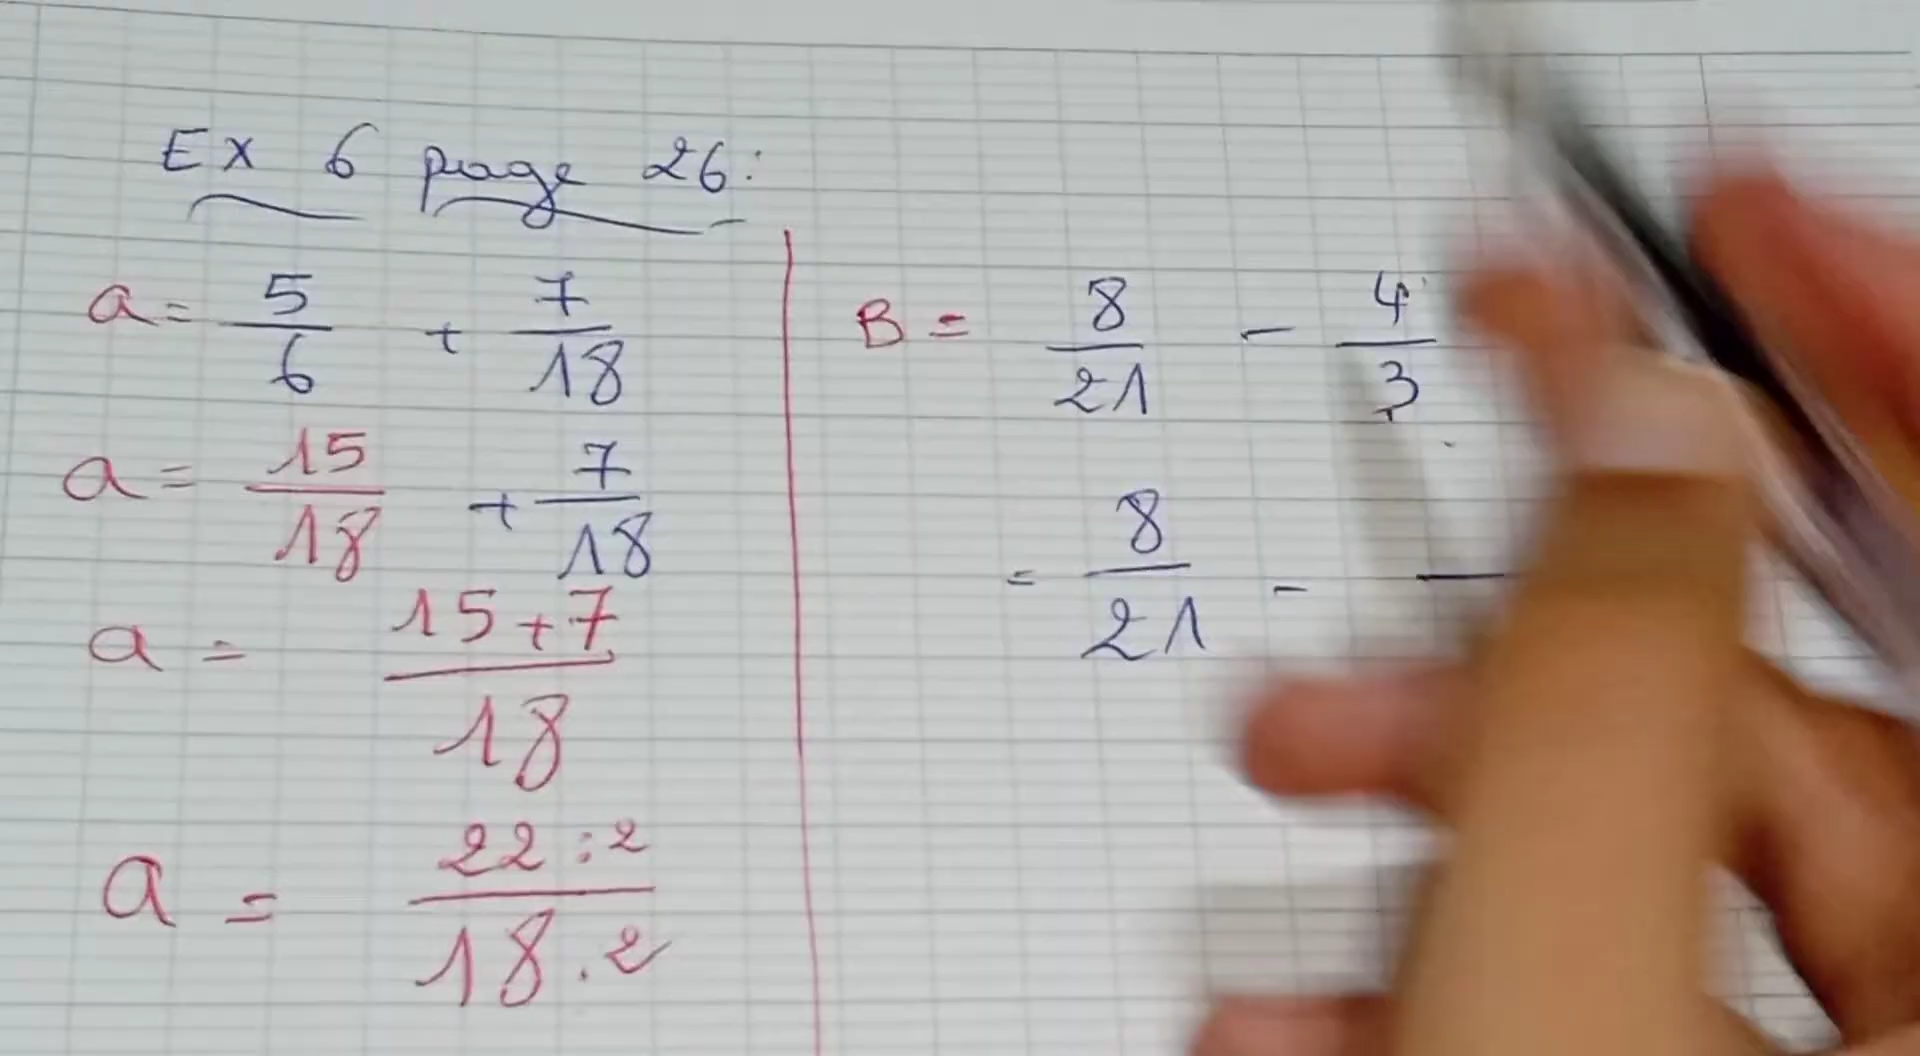 Ex 6 page 26:
a = 5/6 + 7/18
a = 15/18 + 7/18
a = 15+7/18
a = 22:2/18.2
B = 8/21 - 4/3
= 8/21 -